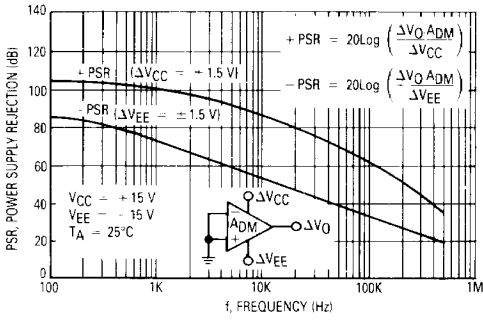 140
120
100
80
60
40
20
0
PSR, POWER SUPPLY REJECTION (dB)
+ PSR = 20Log (ΔVO ADM / ΔVCC)
− PSR = 20Log (ΔVO ADM / ΔVEE)
+ PSR (ΔVCC = ±1.5 V)
- PSR (ΔVEE = ±1.5 V)
VCC = +15 V
VEE = −15 V
TA = 25°C
ΔVCC
−
ADM
+
ΔVO
ΔVEE
100 1K 10K 100K 1M
f, FREQUENCY (Hz)